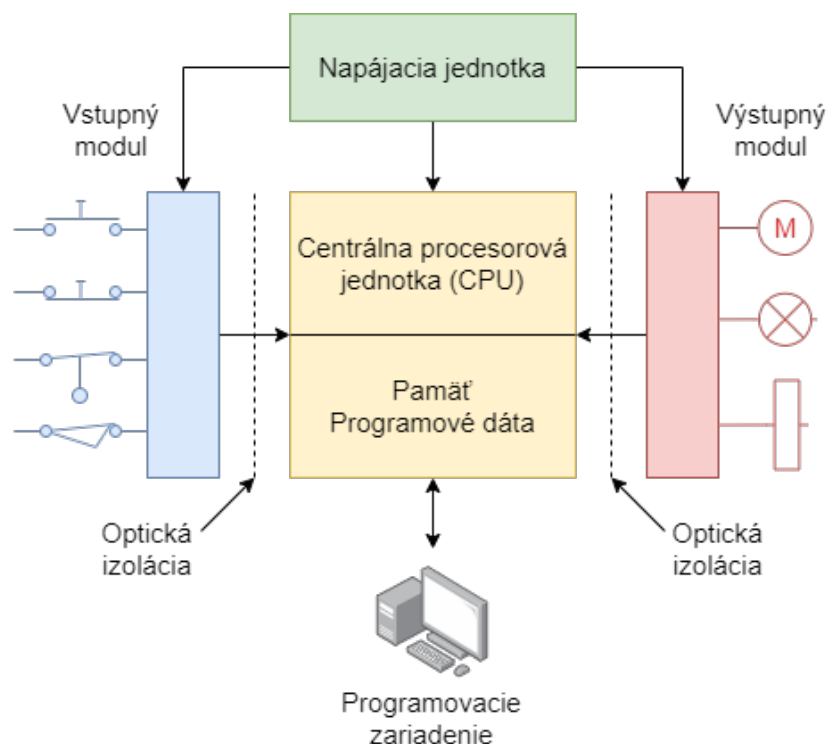 Napájacia jednotka
Vstupný
modul
Výstupný
modul
Centrálna procesorová
jednotka (CPU)
M
Pamäť
Programové dáta
Optická
izolácia
Optická
izolácia
Programovacie
zariadenie